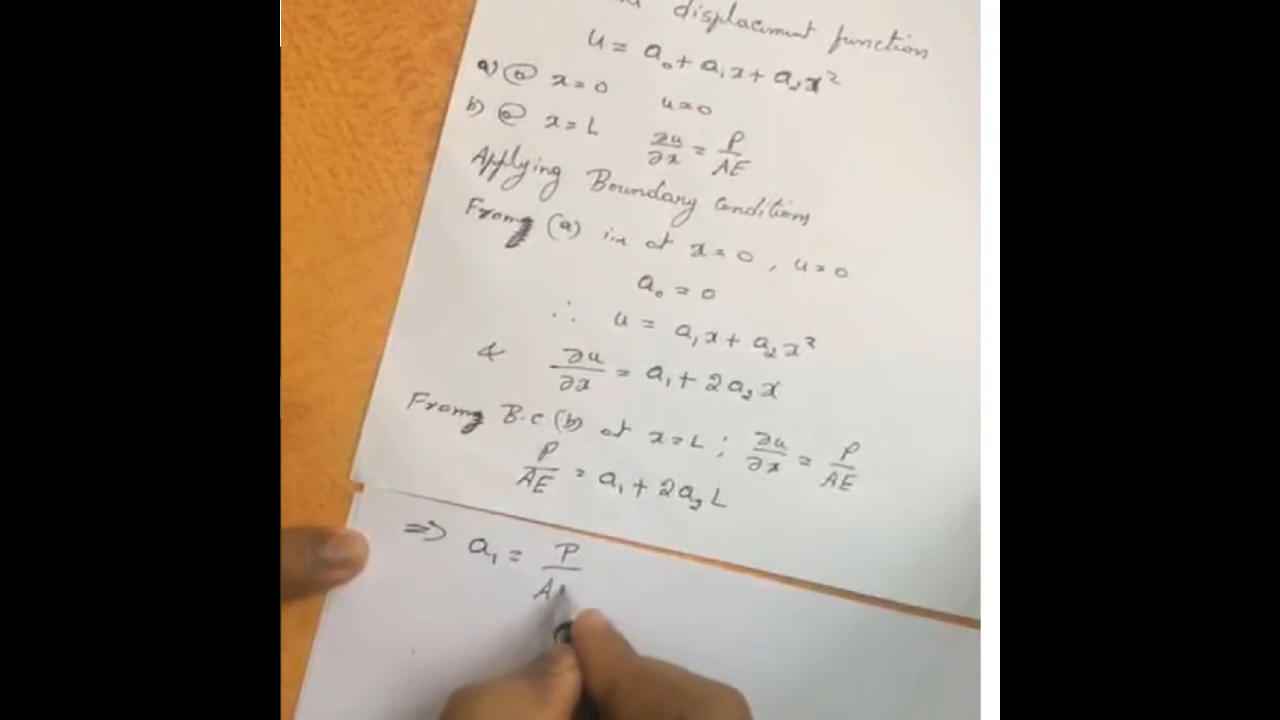 displacement function
u = a₀ + a₁x + a₂x²
a) @ x = 0 u = 0
b) @ x = L ∂u/∂x = P/AE
Applying Boundary Conditions
From (a) i.e at x = 0, u = 0
a₀ = 0
∴ u = a₁x + a₂x²
& ∂u/∂x = a₁ + 2a₂x
From B.C (b) at x = L ; ∂u/∂x = P/AE
P/AE = a₁ + 2a₂L
⇒ a₁ = P/A